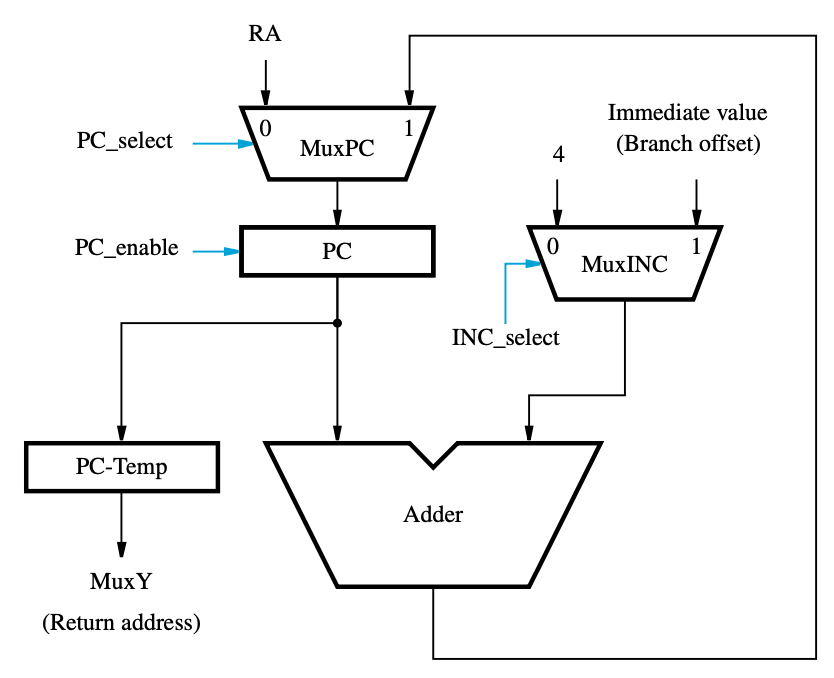 RA
Immediate value
(Branch offset)
0
1
PC_select
MuxPC
4
PC_enable
PC
0
1
MuxINC
INC_select
PC-Temp
Adder
MuxY
(Return address)